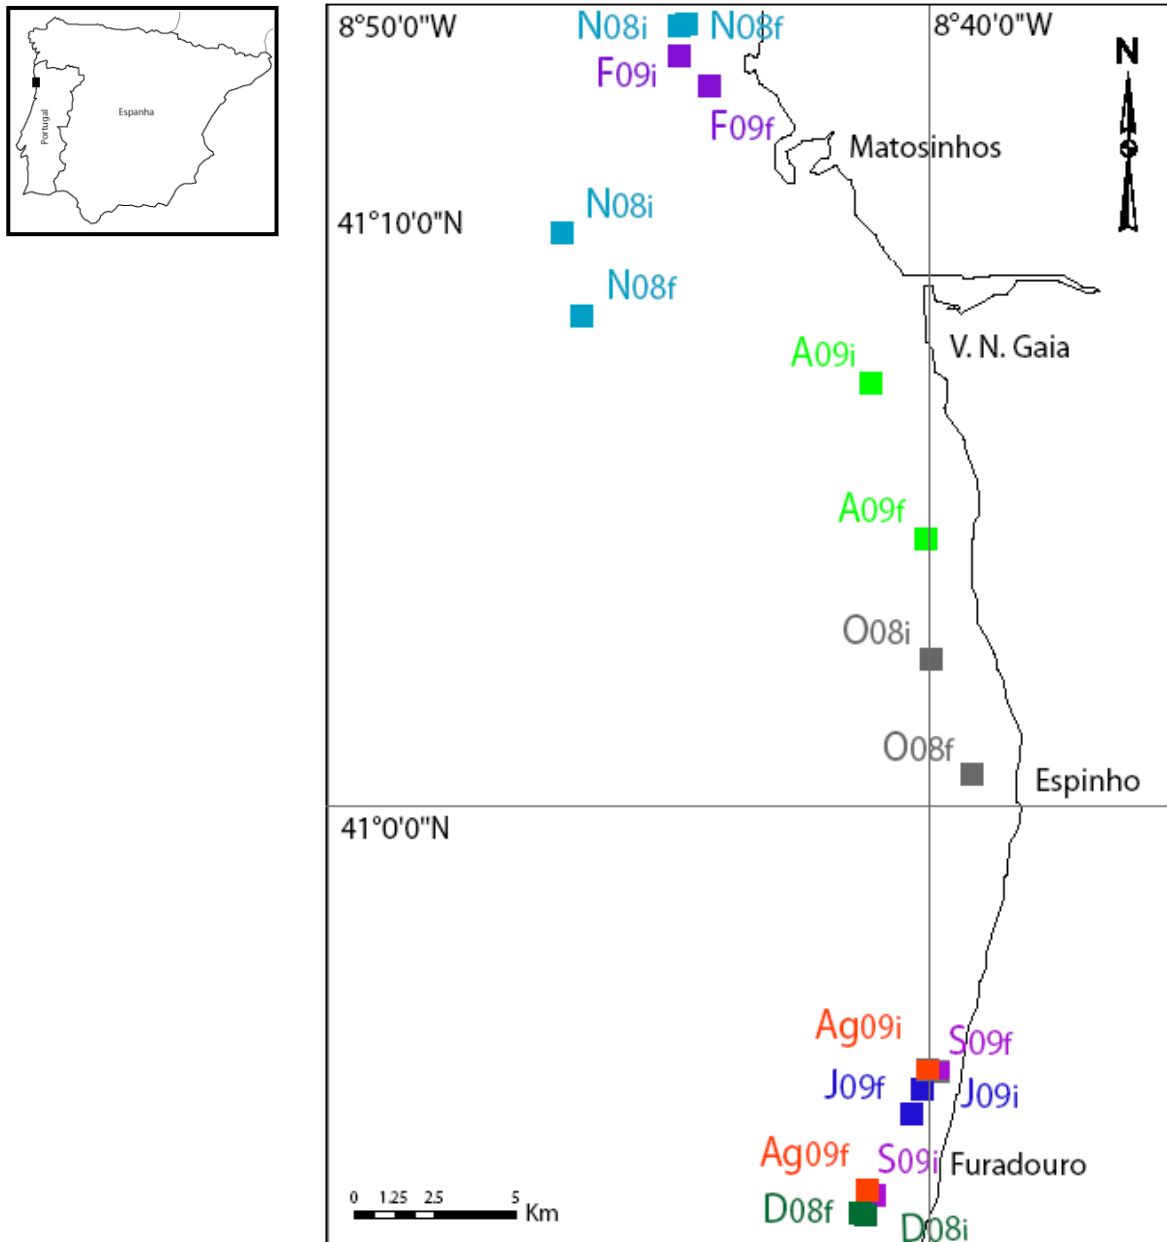 Espanha
Portugal
8°50'0"W
N08i
N08f
8°40'0"W
N
F09i
F09f
Matosinhos
N08i
41°10'0"N
N08f
A09i
V. N. Gaia
A09f
O08i
O08f
Espinho
41°0'0"N
Ag09i
S09f
J09f
J09i
Ag09f
S09i
Furadouro
0 1.25 2.5 5 Km
D08f
D08i